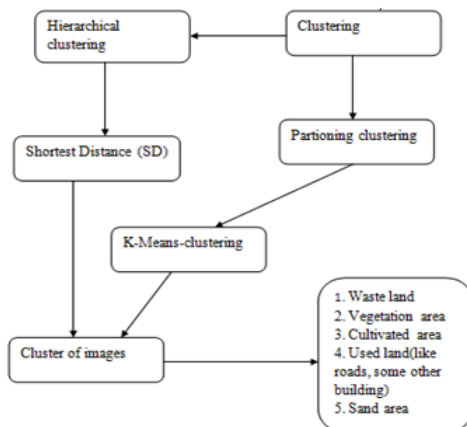 Hierarchical
clustering
Clustering
Shortest Distance (SD)
Partioning clustering
K-Means-clustering
Cluster of images
1. Waste land
2. Vegetation area
3. Cultivated area
4. Used land(like
roads, some other
building)
5. Sand area